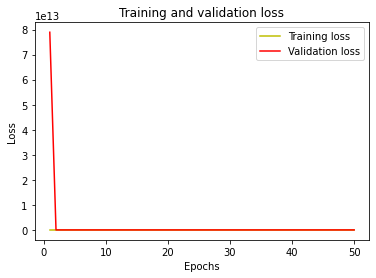 Training and validation loss
1e13
Training loss
Validation loss
8
7
6
5
4
3
2
1
0
Loss
0 10 20 30 40 50
Epochs